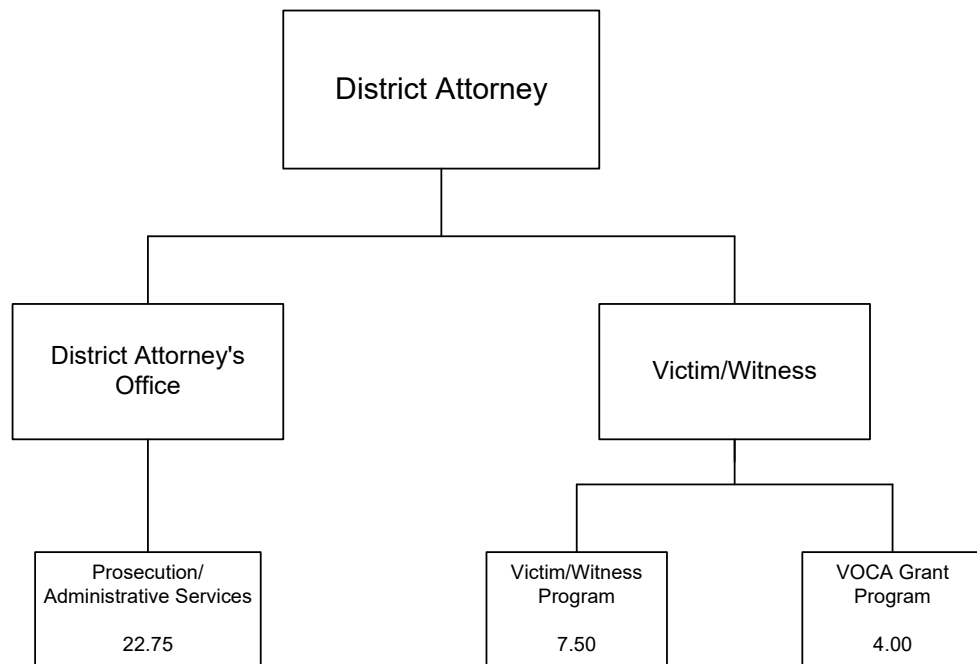 District Attorney
District Attorney's
Office
Victim/Witness
Prosecution/
Administrative Services
22.75
Victim/Witness
Program
7.50
VOCA Grant
Program
4.00